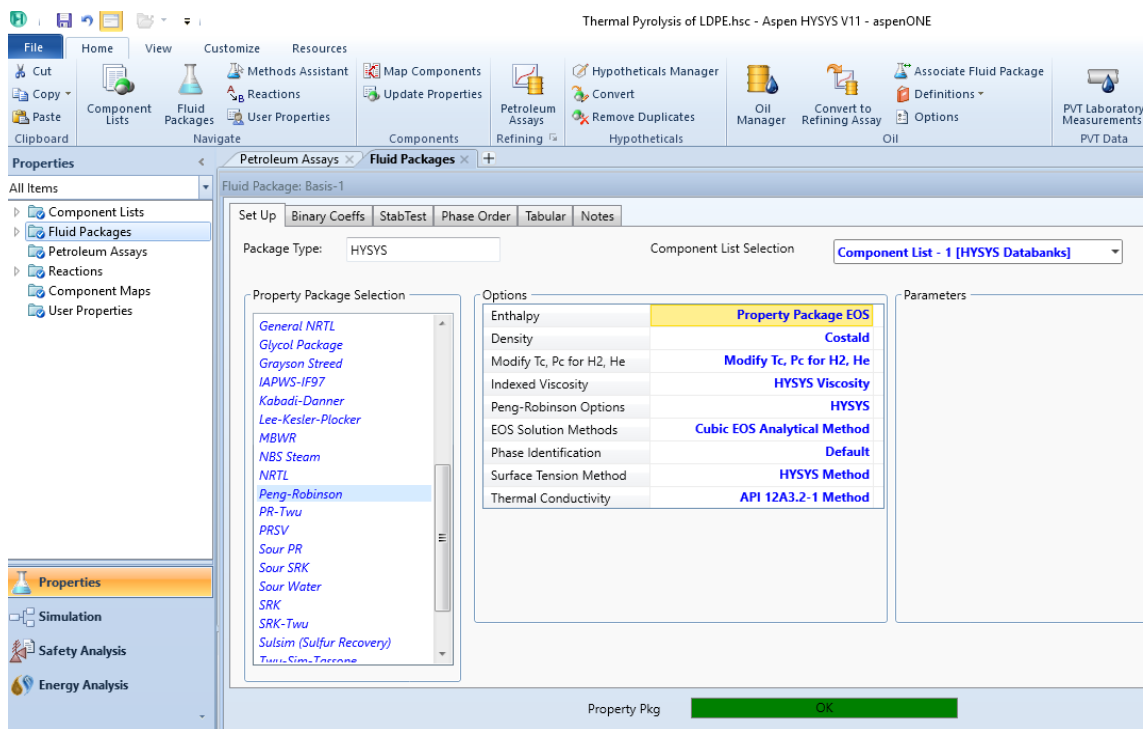 Thermal Pyrolysis of LDPE.hsc - Aspen HYSYS V11 - aspenONE
File Home View Customize Resources
Cut
Copy
Paste
Clipboard
Component Lists
Fluid Packages
Methods Assistant
Reactions
User Properties
Navigate
Map Components
Update Properties
Components
Petroleum Assays
Refining
Hypotheticals Manager
Convert
Remove Duplicates
Hypotheticals
Oil Manager
Convert to Refining Assay
Associate Fluid Package
Definitions
Options
Oil
PVT Laboratory Measurements
PVT Data
Properties
All Items
Component Lists
Fluid Packages
Petroleum Assays
Reactions
Component Maps
User Properties
Properties
Simulation
Safety Analysis
Energy Analysis
Petroleum Assays Fluid Packages
Fluid Package: Basis-1
Set Up Binary Coeffs StabTest Phase Order Tabular Notes
Package Type: HYSYS Component List Selection Component List - 1 [HYSYS Databanks]
Property Package Selection
General NRTL
Glycol Package
Grayson Streed
IAPWS-IF97
Kabadi-Danner
Lee-Kesler-Plocker
MBWR
NBS Steam
NRTL
Peng-Robinson
PR-Twu
PRSV
Sour PR
Sour SRK
Sour Water
SRK
SRK-Twu
Sulsim (Sulfur Recovery)
Twu-Sim-Tassone
Options
Enthalpy Property Package EOS
Density Costald
Modify Tc, Pc for H2, He Modify Tc, Pc for H2, He
Indexed Viscosity HYSYS Viscosity
Peng-Robinson Options HYSYS
EOS Solution Methods Cubic EOS Analytical Method
Phase Identification Default
Surface Tension Method HYSYS Method
Thermal Conductivity API 12A3.2-1 Method
Parameters
Property Pkg OK